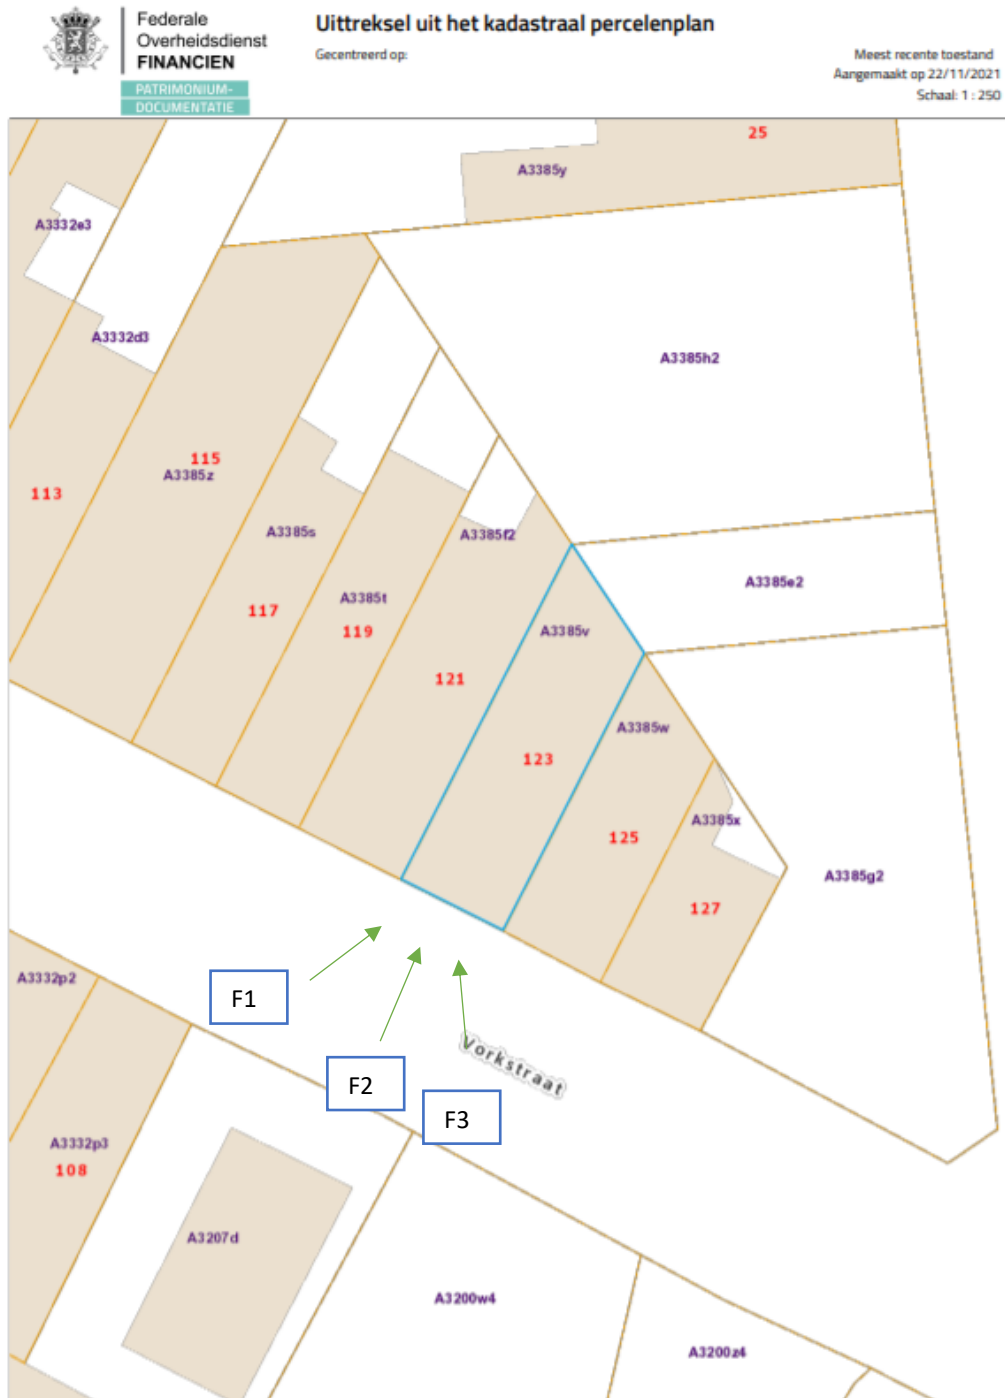 Federale
Overheidsdienst
FINANCIEN
PATRIMONIUM-
DOCUMENTATIE
Uittreksel uit het kadastraal percelenplan
Gecentreerd op:
Meest recente toestand
Aangemaakt op 22/11/2021
Schaal: 1 : 250
25
A3385y
A3332e3
A3332d3
A3385h2
115
A3385z
113
A3385s
A3385f2
A3385e2
A3385t
117
119
A3385v
121
A3385w
123
A3385x
125
A3385g2
127
A3332p2
F1
Vorkstraat
F2
F3
A3332p3
108
A3207d
A3200w4
A3200z4